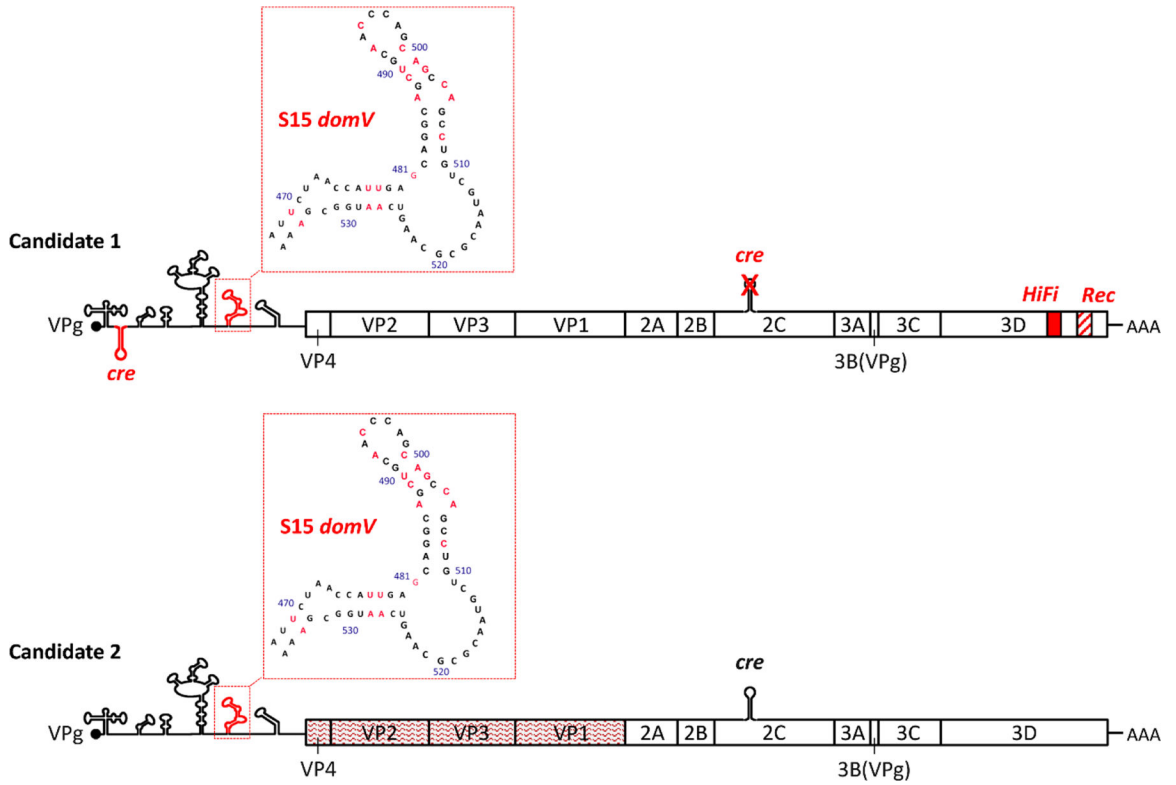 S15 domV
481
490
500
510
470
530
520
Candidate 1
cre
HiFi
Rec
VPg
VP2
VP3
VP1
2A
2B
2C
3A
3C
3D
AAA
cre
VP4
3B(VPg)
S15 domV
481
490
500
510
470
530
520
Candidate 2
cre
VPg
VP2
VP3
VP1
2A
2B
2C
3A
3C
3D
AAA
VP4
3B(VPg)